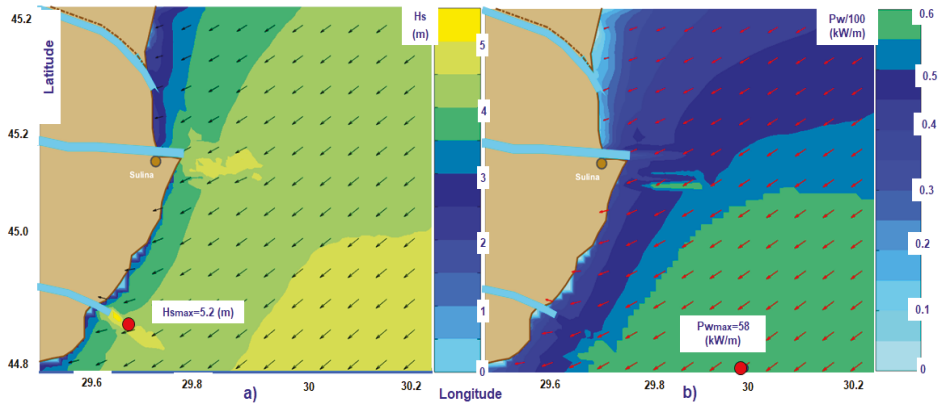 45.2
45.2
45.0
44.8
Latitude
Sulina
Hsmax=5.2 (m)
Hs
(m)
5
4
3
2
1
0
29.6
29.8
30
30.2
a)
Longitude
Sulina
Pwmax=58
(kW/m)
Pw/100
(kW/m)
0.6
0.5
0.4
0.3
0.2
0.1
0
29.6
29.8
30
30.2
b)